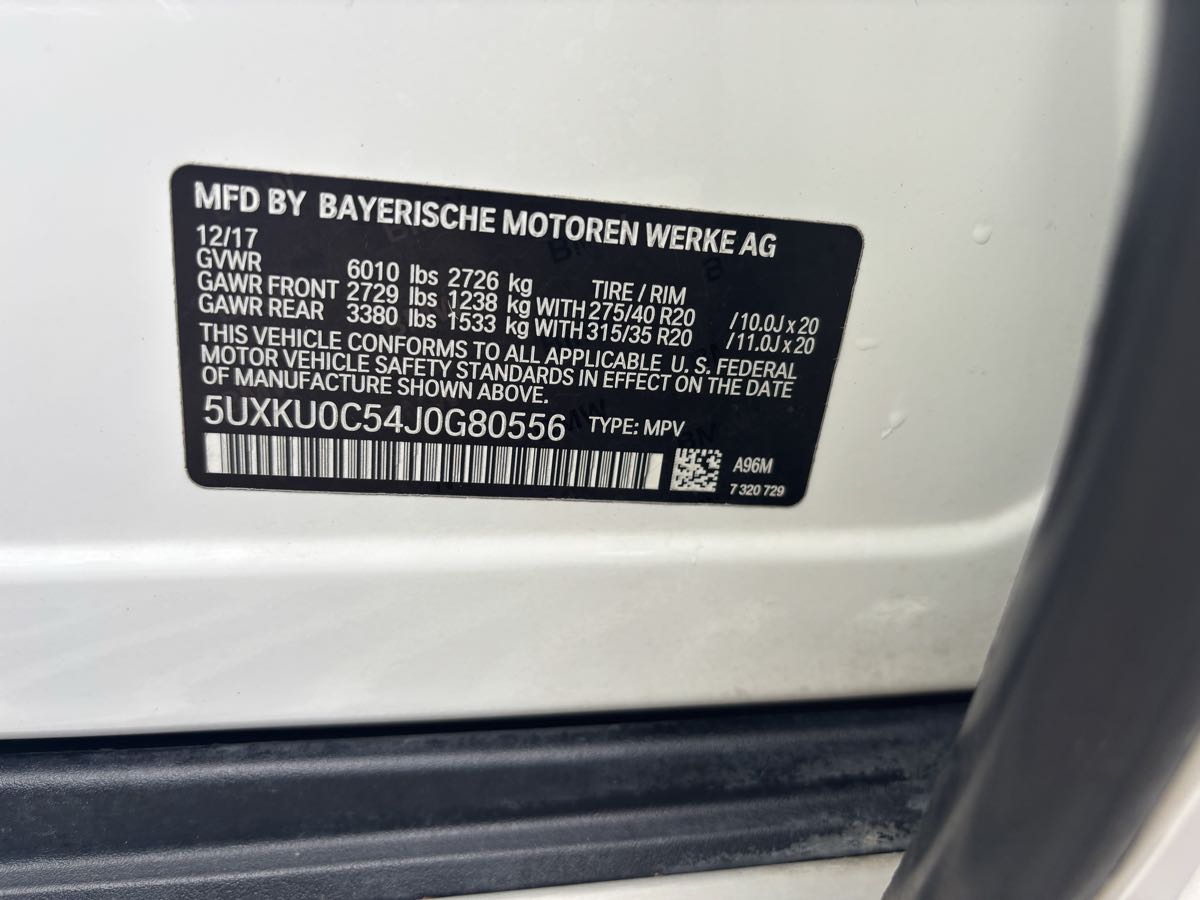 MFD BY BAYERISCHE MOTOREN WERKE AG
12/17
GVWR 6010 lbs 2726 kg TIRE / RIM
GAWR FRONT 2729 lbs 1238 kg WITH 275/40 R20 /10.0J x 20
GAWR REAR 3380 lbs 1533 kg WITH 315/35 R20 /11.0J x 20
THIS VEHICLE CONFORMS TO ALL APPLICABLE U. S. FEDERAL
MOTOR VEHICLE SAFETY STANDARDS IN EFFECT ON THE DATE
OF MANUFACTURE SHOWN ABOVE.
5UXKU0C54J0G80556 TYPE: MPV
A96M
7 320 729